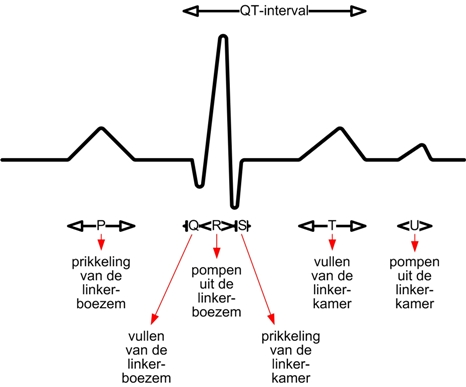 QT-interval
P
Q
R
S
T
U
prikkeling
van de
linker-
boezem
vullen
van de
linker-
boezem
pompen
uit de
linker-
boezem
prikkeling
van de
linker-
kamer
vullen
van de
linker-
kamer
pompen
uit de
linker-
kamer